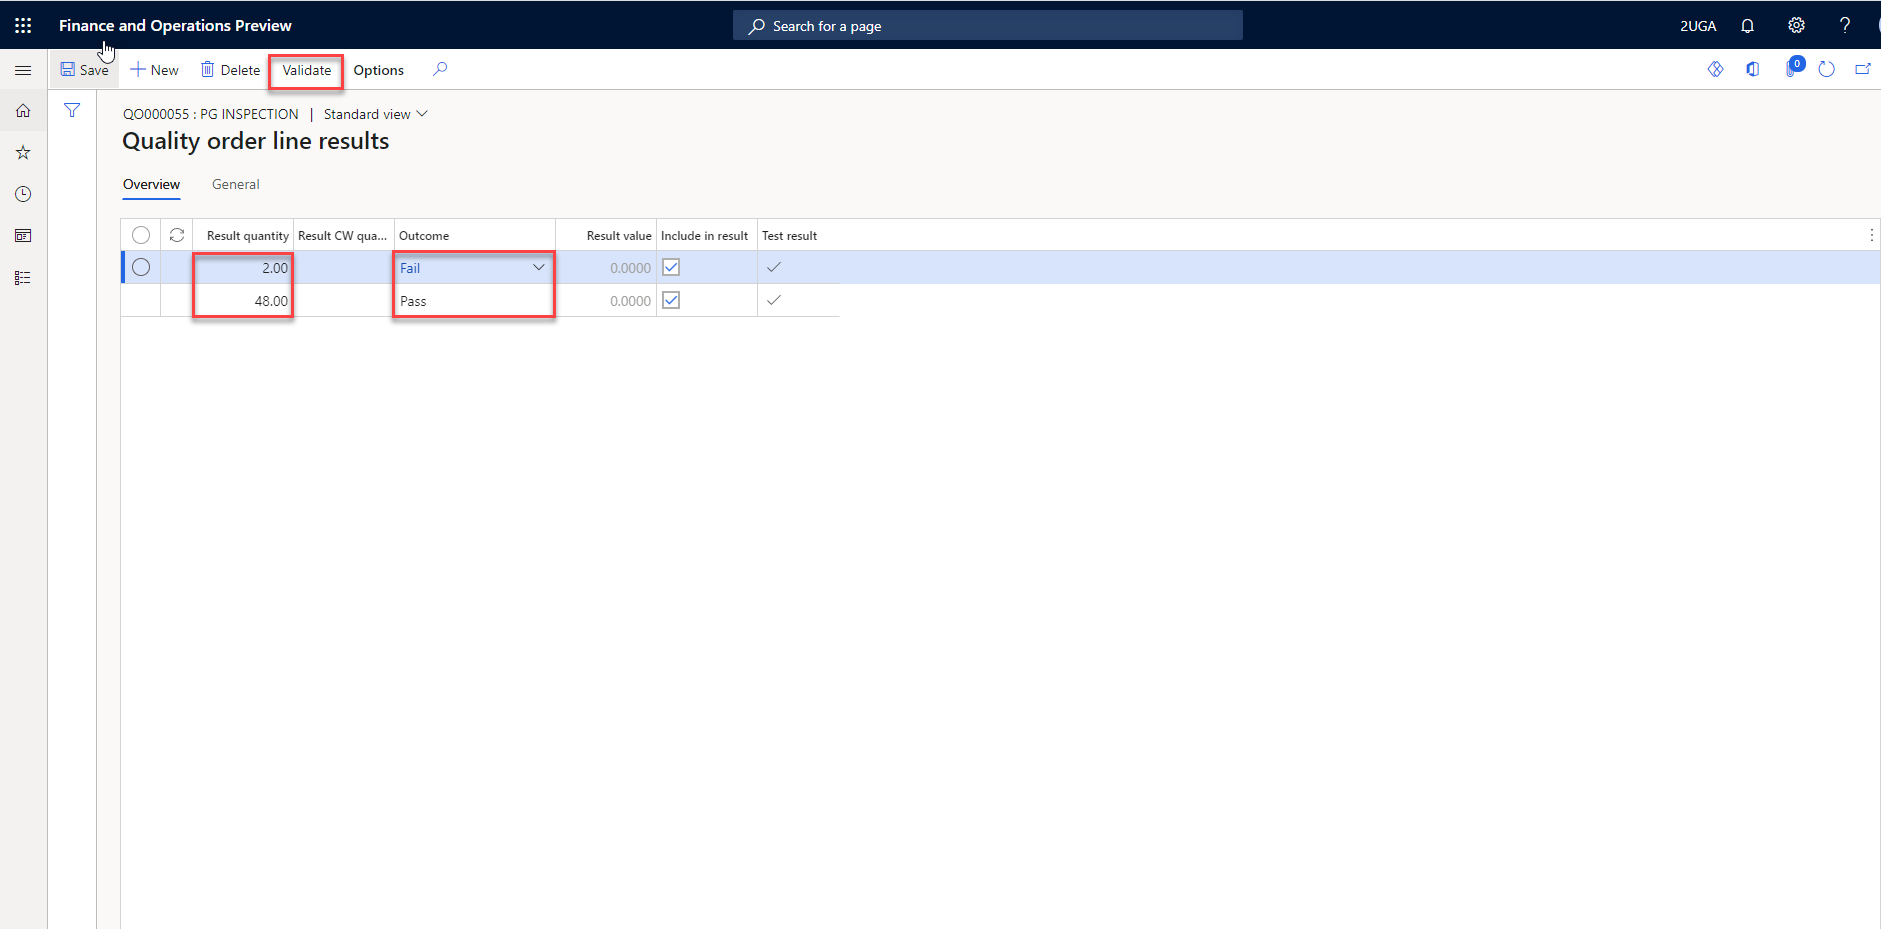 Finance and Operations Preview
Search for a page
2UGA
Save
New
Delete
Validate
Options
0
QO000055 : PG INSPECTION | Standard view
Quality order line results
Overview
General
Result quantity
Result CW qua...
Outcome
Result value
Include in result
Test result
2.00
Fail
0.0000
48.00
Pass
0.0000